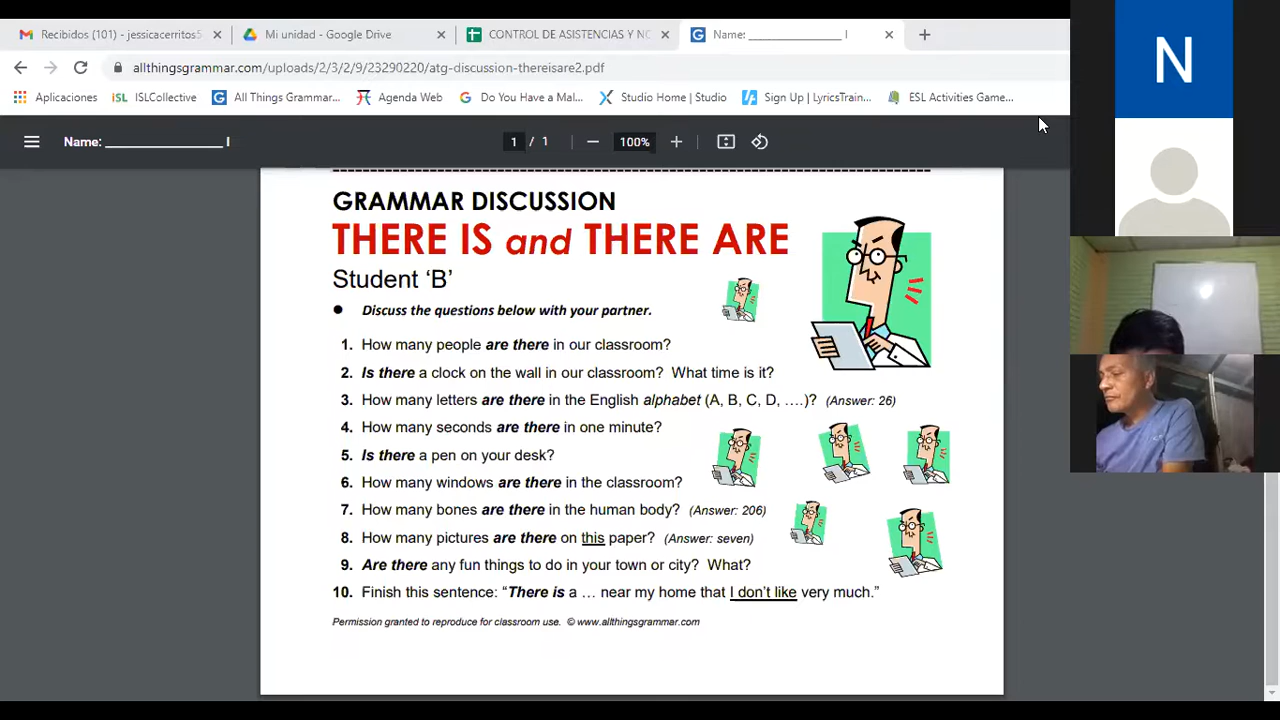 Recibidos (101) - jessicacerritos5
Mi unidad - Google Drive
CONTROL DE ASISTENCIAS Y NO
Name: ________________ I
allthingsgrammar.com/uploads/2/3/2/9/23290220/atg-discussion-thereisare2.pdf
Aplicaciones
iSL ISLCollective
All Things Grammar...
Agenda Web
Do You Have a Mal...
Studio Home | Studio
Sign Up | LyricsTrain...
ESL Activities Game...
Name: ________________ I
1 / 1
100%
N
GRAMMAR DISCUSSION
THERE IS and THERE ARE
Student ‘B’
● Discuss the questions below with your partner.
1. How many people are there in our classroom?
2. Is there a clock on the wall in our classroom? What time is it?
3. How many letters are there in the English alphabet (A, B, C, D, ….)? (Answer: 26)
4. How many seconds are there in one minute?
5. Is there a pen on your desk?
6. How many windows are there in the classroom?
7. How many bones are there in the human body? (Answer: 206)
8. How many pictures are there on this paper? (Answer: seven)
9. Are there any fun things to do in your town or city? What?
10. Finish this sentence: “There is a … near my home that I don’t like very much.”
Permission granted to reproduce for classroom use. © www.allthingsgrammar.com